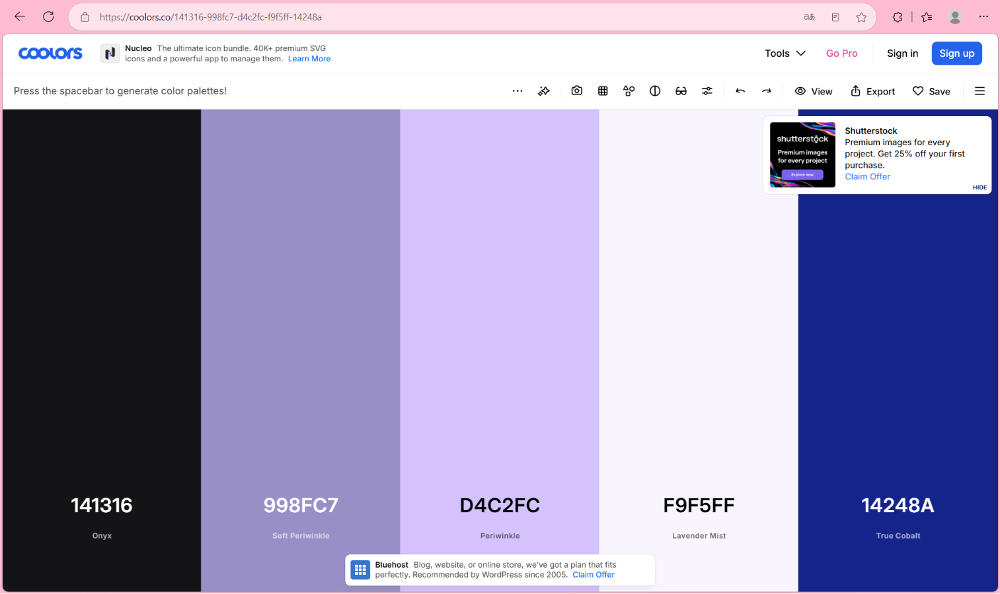 https://coolors.co/141316-998fc7-d4c2fc-f9f5ff-14248a
coolors
Nucleo The ultimate icon bundle. 40K+ premium SVG
icons and a powerful app to manage them. Learn More
Tools
Go Pro
Sign in
Sign up
Press the spacebar to generate color palettes!
View
Export
Save
shutterstock
Premium images
for every project
Explore now
Shutterstock
Premium images for every
project. Get 25% off your first
purchase.
Claim Offer
HIDE
141316
Onyx
998FC7
Soft Periwinkle
D4C2FC
Periwinkle
F9F5FF
Lavender Mist
14248A
True Cobalt
Bluehost Blog, website, or online store, we've got a plan that fits
perfectly. Recommended by WordPress since 2005. Claim Offer